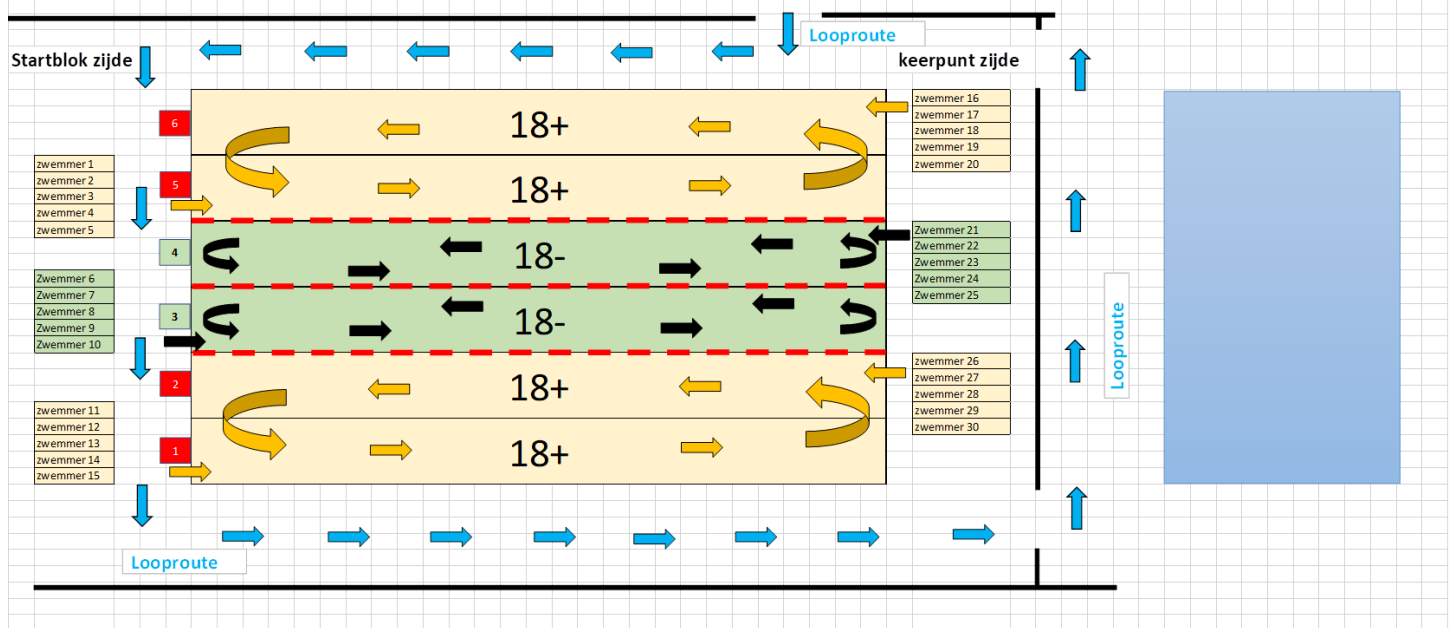 Looproute
Startblok zijde
keerpunt zijde
6
18+
zwemmer 16
zwemmer 17
zwemmer 18
zwemmer 19
zwemmer 20
zwemmer 1
zwemmer 2
zwemmer 3
zwemmer 4
zwemmer 5
5
18+
4
18-
Zwemmer 21
Zwemmer 22
Zwemmer 23
Zwemmer 24
Zwemmer 25
Zwemmer 6
Zwemmer 7
Zwemmer 8
Zwemmer 9
Zwemmer 10
3
18-
Looproute
2
18+
zwemmer 26
zwemmer 27
zwemmer 28
zwemmer 29
zwemmer 30
zwemmer 11
zwemmer 12
zwemmer 13
zwemmer 14
zwemmer 15
1
18+
Looproute